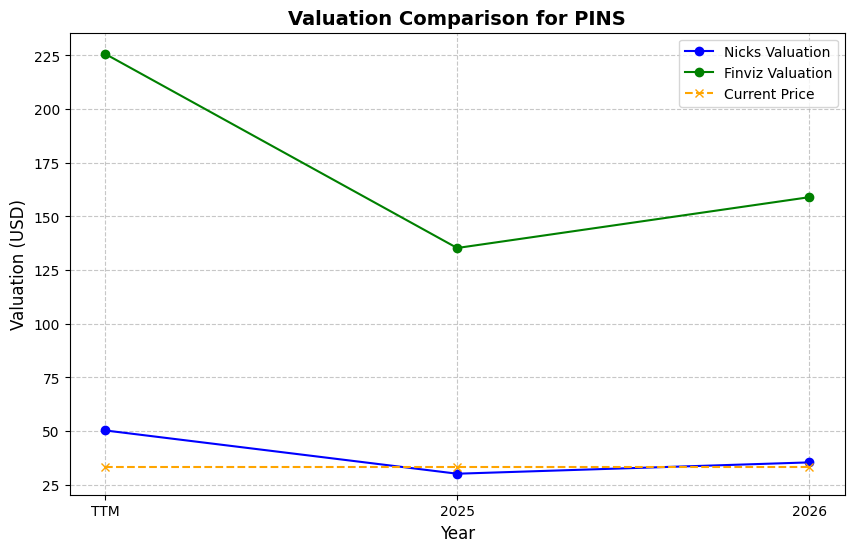 Valuation Comparison for PINS
Nicks Valuation
Finviz Valuation
Current Price
Valuation (USD)
225
200
175
150
125
100
75
50
25
TTM
2025
2026
Year